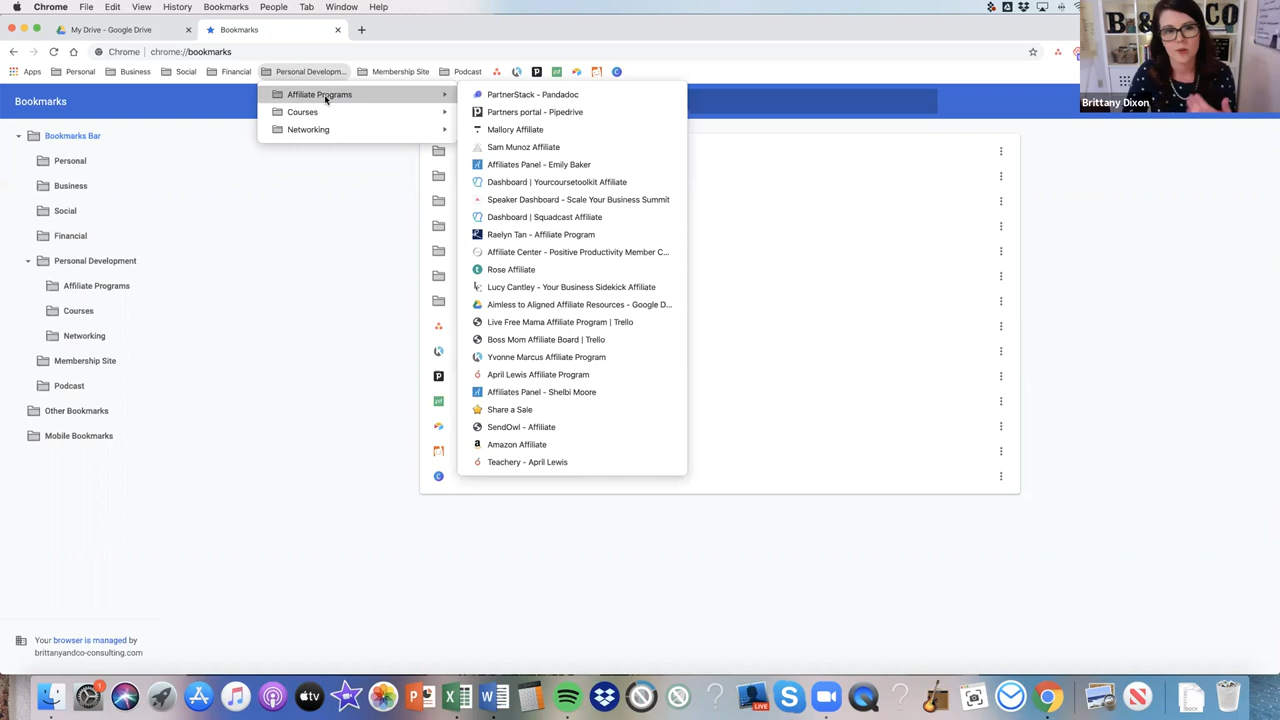 Chrome File Edit View History Bookmarks People Tab Window Help
My Drive - Google Drive Bookmarks
Chrome chrome://bookmarks
Apps Personal Business Social Financial Personal Developm... Membership Site Podcast
Bookmarks
Bookmarks Bar
Personal
Business
Social
Financial
Personal Development
Affiliate Programs
Courses
Networking
Membership Site
Podcast
Other Bookmarks
Mobile Bookmarks
Affiliate Programs
Courses
Networking
PartnerStack - Pandadoc
Partners portal - Pipedrive
Mallory Affiliate
Sam Munoz Affiliate
Affiliates Panel - Emily Baker
Dashboard | Yourcoursetoolkit Affiliate
Speaker Dashboard - Scale Your Business Summit
Dashboard | Squadcast Affiliate
Raelyn Tan - Affiliate Program
Affiliate Center - Positive Productivity Member C...
Rose Affiliate
Lucy Cantley - Your Business Sidekick Affiliate
Aimless to Aligned Affiliate Resources - Google D...
Live Free Mama Affiliate Program | Trello
Boss Mom Affiliate Board | Trello
Yvonne Marcus Affiliate Program
April Lewis Affiliate Program
Affiliates Panel - Shelbi Moore
Share a Sale
SendOwl - Affiliate
Amazon Affiliate
Teachery - April Lewis
Your browser is managed by
brittanyandco-consulting.com
B & CO
Brittany Dixon
tv
LIVE
1